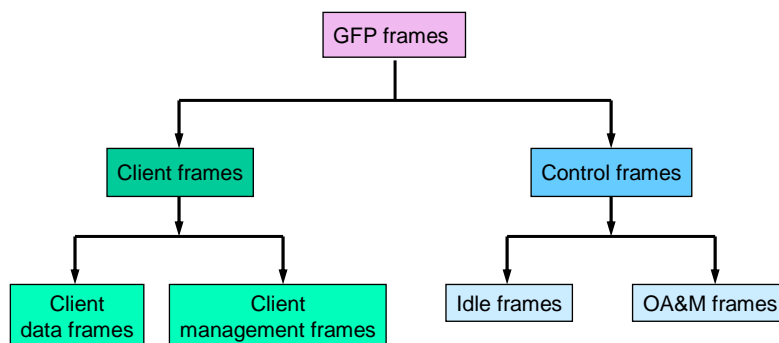 GFP frames
Client frames
Control frames
Client
data frames
Client
management frames
Idle frames
OA&M frames